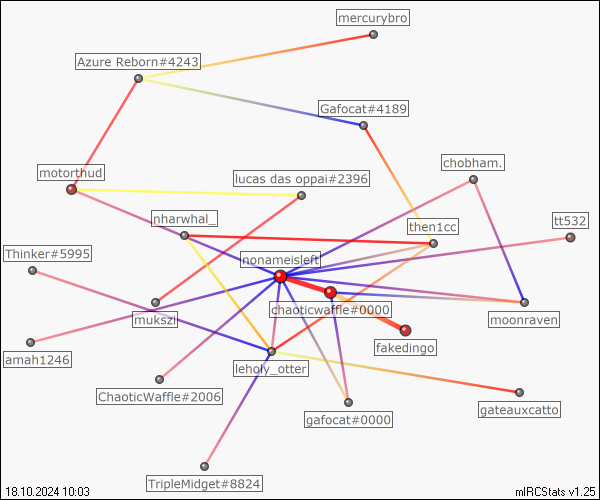 mercurybro
Azure Reborn#4243
Gafocat#4189
chobham.
motorthud
lucas das oppai#2396
nharwhal_
tt532
then1cc
Thinker#5995
nonameisleft
chaoticwaffle#0000
mukszi
moonraven
fakedingo
amah1246
leholy_otter
ChaoticWaffle#2006
gafocat#0000
gateauxcatto
TripleMidget#8824
18.10.2024 10:03
mIRCStats v1.25